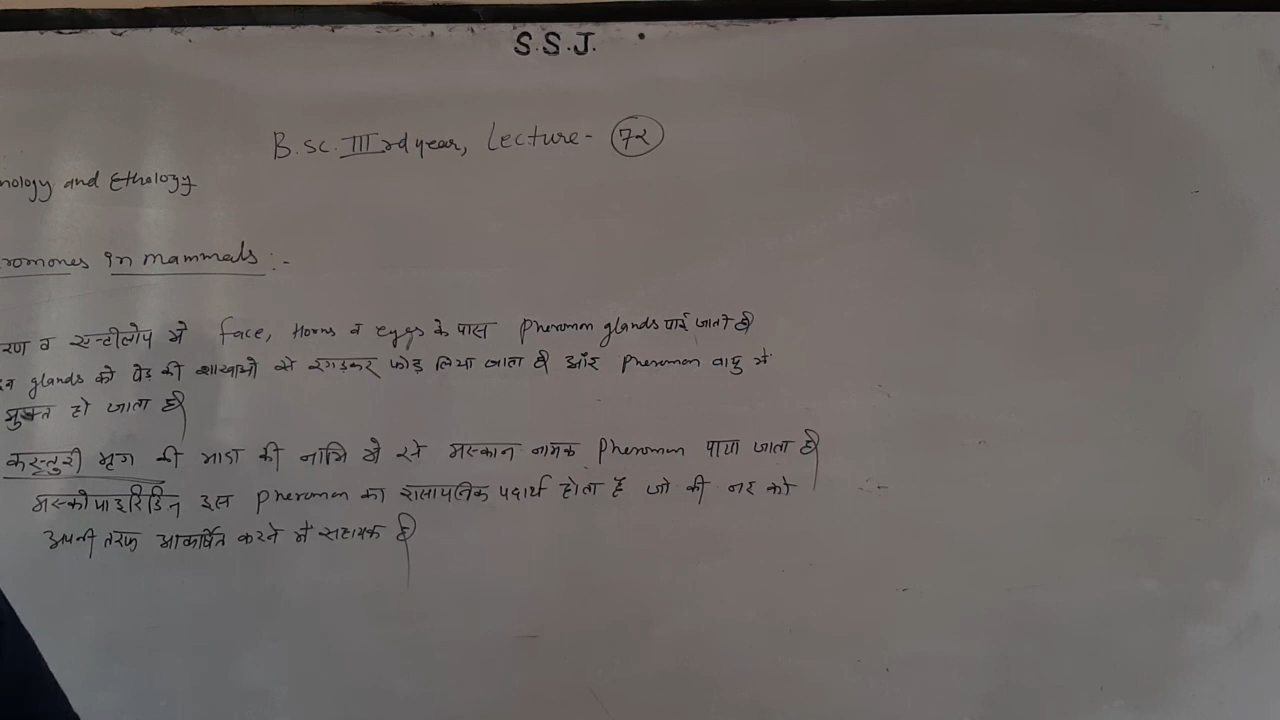 S.S.J.
B.sc. III rd year, Lecture- 72
nology and Ethology
romones in mammals :-
रण व एन्टीलोप मे face, Horns व eyes के पास Pheromon glands पाई जाती है
glands को पेड की शाखाओ से रगड़कर फोड़ लिया जाता है और Pheromon वायु मे
मुक्त हो जाता है
कस्तुरी मृग की मादा की नाभि मे से मस्कान नामक Pheromon पाया जाता है
मस्कोपाइरिडिन इस Pheromon का रासायनिक पदार्थ होता है जो की नर को
अपनी तरफ आकर्षित करने मे सहायक है